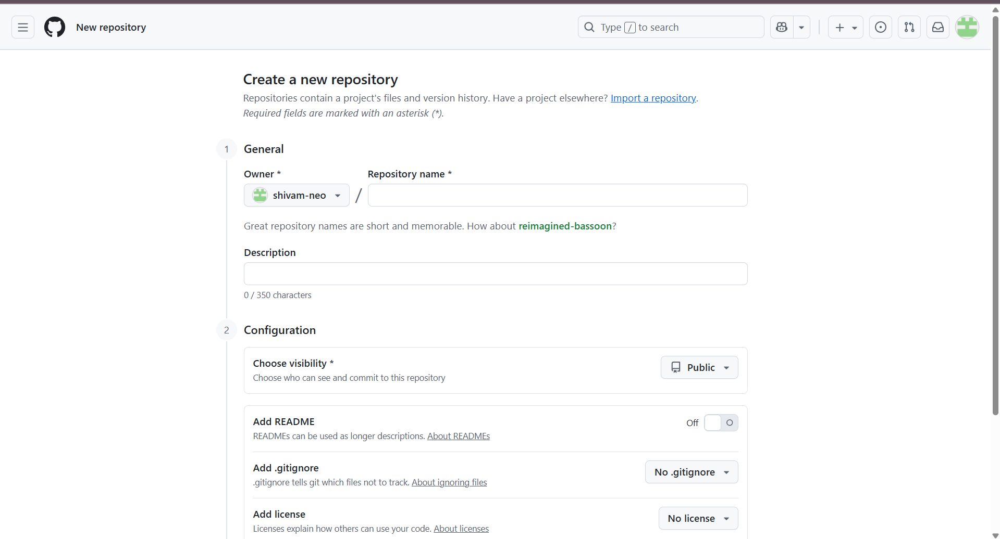 New repository
Type / to search
Create a new repository
Repositories contain a project's files and version history. Have a project elsewhere? Import a repository.
Required fields are marked with an asterisk (*).
1 General
Owner * Repository name *
shivam-neo /
Great repository names are short and memorable. How about reimagined-bassoon?
Description
0 / 350 characters
2 Configuration
Choose visibility *
Choose who can see and commit to this repository
Public
Add README
READMEs can be used as longer descriptions. About READMEs
Off
Add .gitignore
.gitignore tells git which files not to track. About ignoring files
No .gitignore
Add license
Licenses explain how others can use your code. About licenses
No license